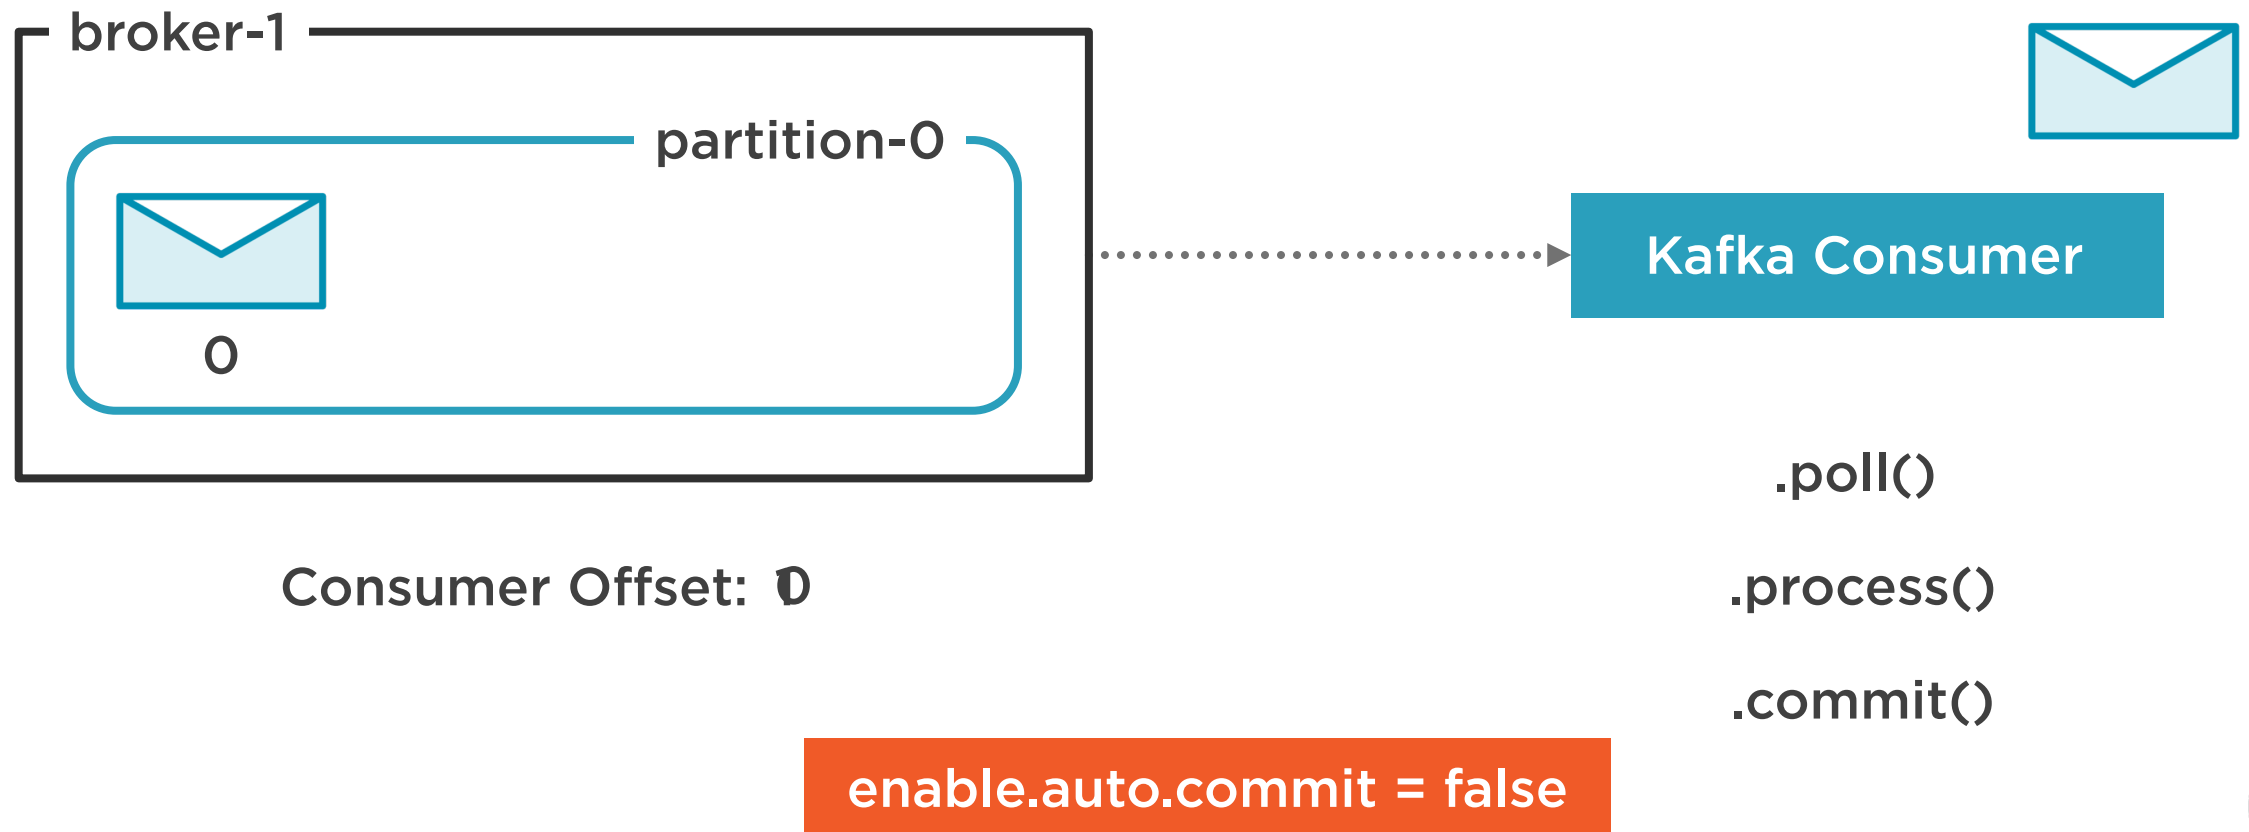 broker-1
partition-0
0
Kafka Consumer
.poll()
Consumer Offset:
.process()
.commit()
enable.auto.commit = false